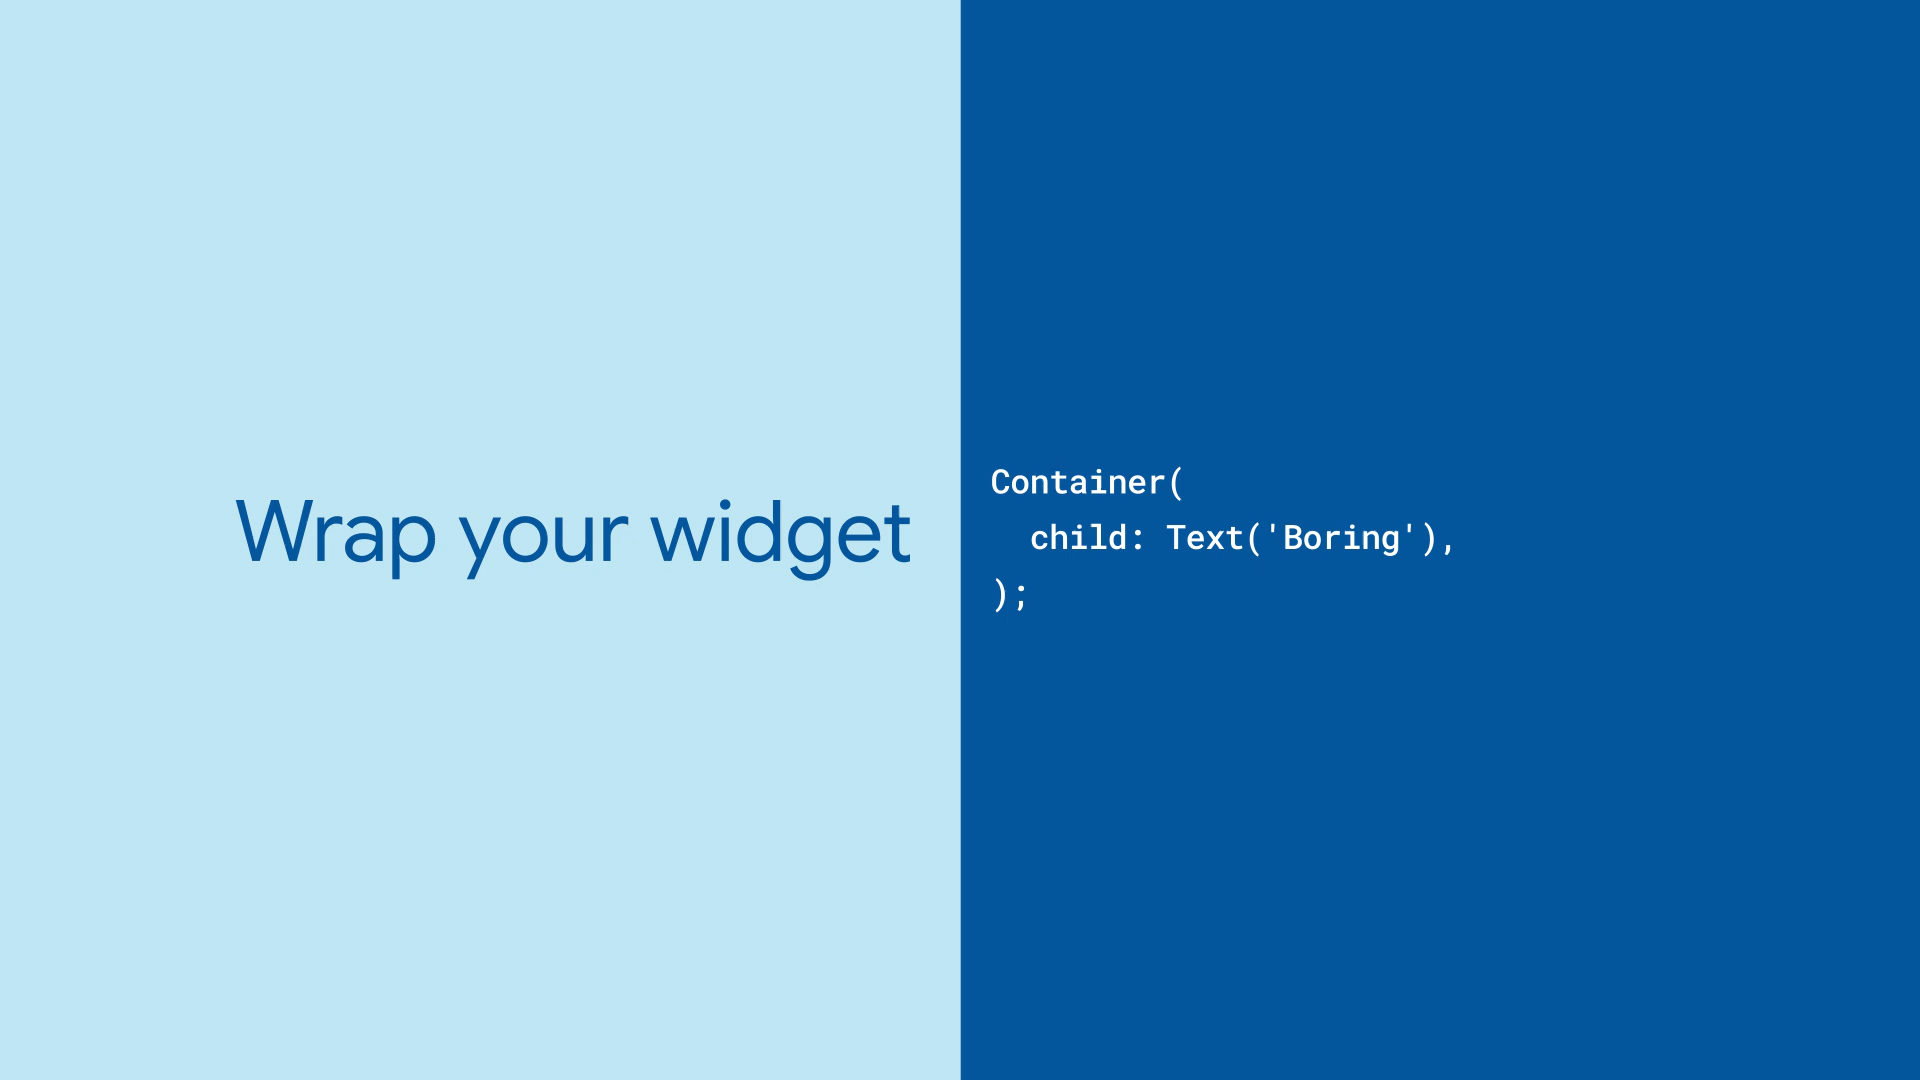 Wrap your widget
Container(
  child: Text('Boring'),
);